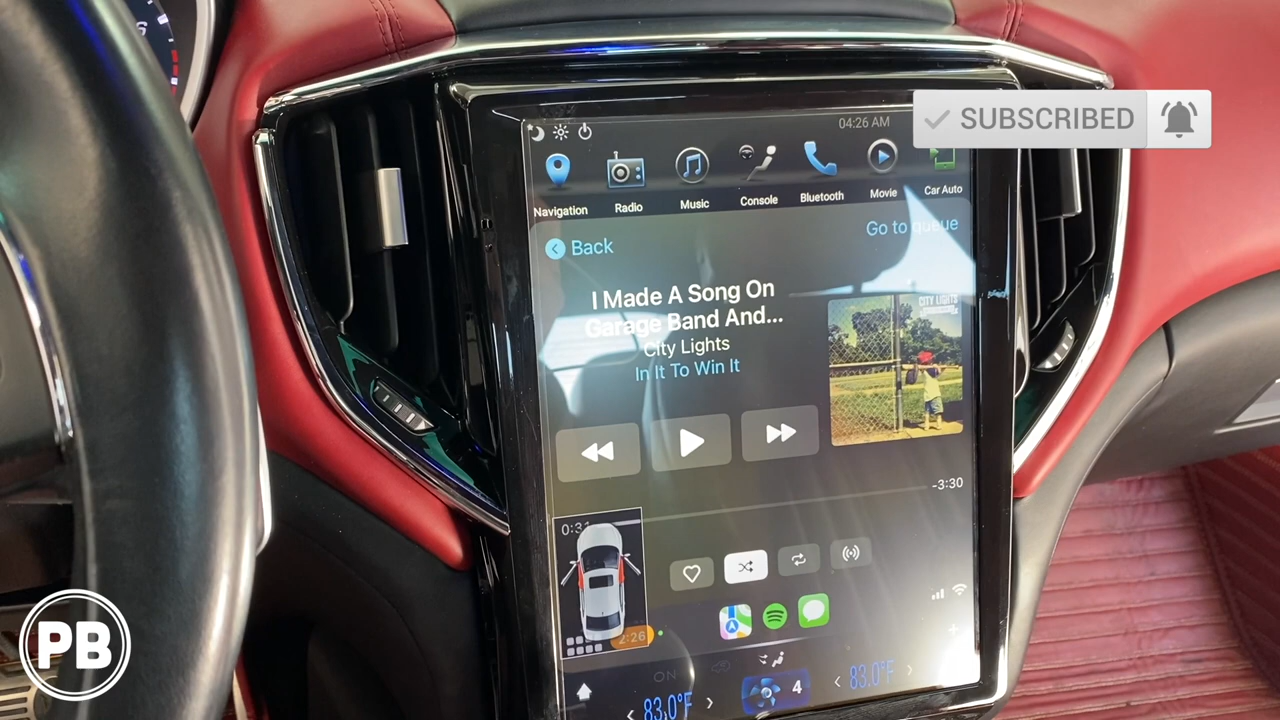 SUBSCRIBED
04:26 AM
Navigation
Radio
Music
Console
Bluetooth
Movie
Car Auto
Back
Go to queue
I Made A Song On
Garage Band And...
City Lights
In It To Win It
CITY LIGHTS
-3:30
0:31
2:26
ON
83.0°F
4
83.0°F
PB